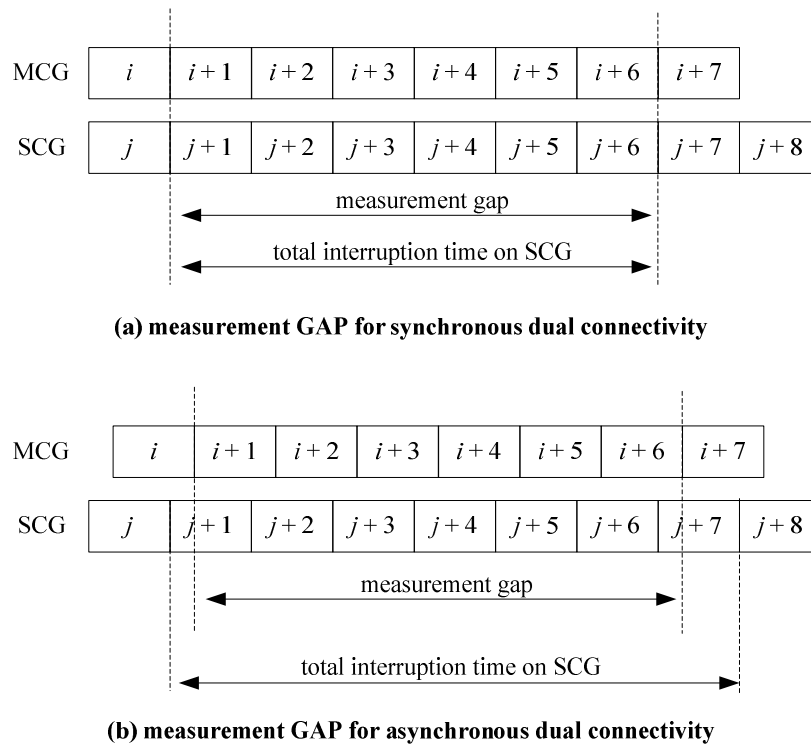 MCG i i + 1 i + 2 i + 3 i + 4 i + 5 i + 6 i + 7
SCG j j + 1 j + 2 j + 3 j + 4 j + 5 j + 6 j + 7 j + 8
measurement gap
total interruption time on SCG
(a) measurement GAP for synchronous dual connectivity
MCG i i + 1 i + 2 i + 3 i + 4 i + 5 i + 6 i + 7
SCG j j + 1 j + 2 j + 3 j + 4 j + 5 j + 6 j + 7 j + 8
measurement gap
total interruption time on SCG
(b) measurement GAP for asynchronous dual connectivity